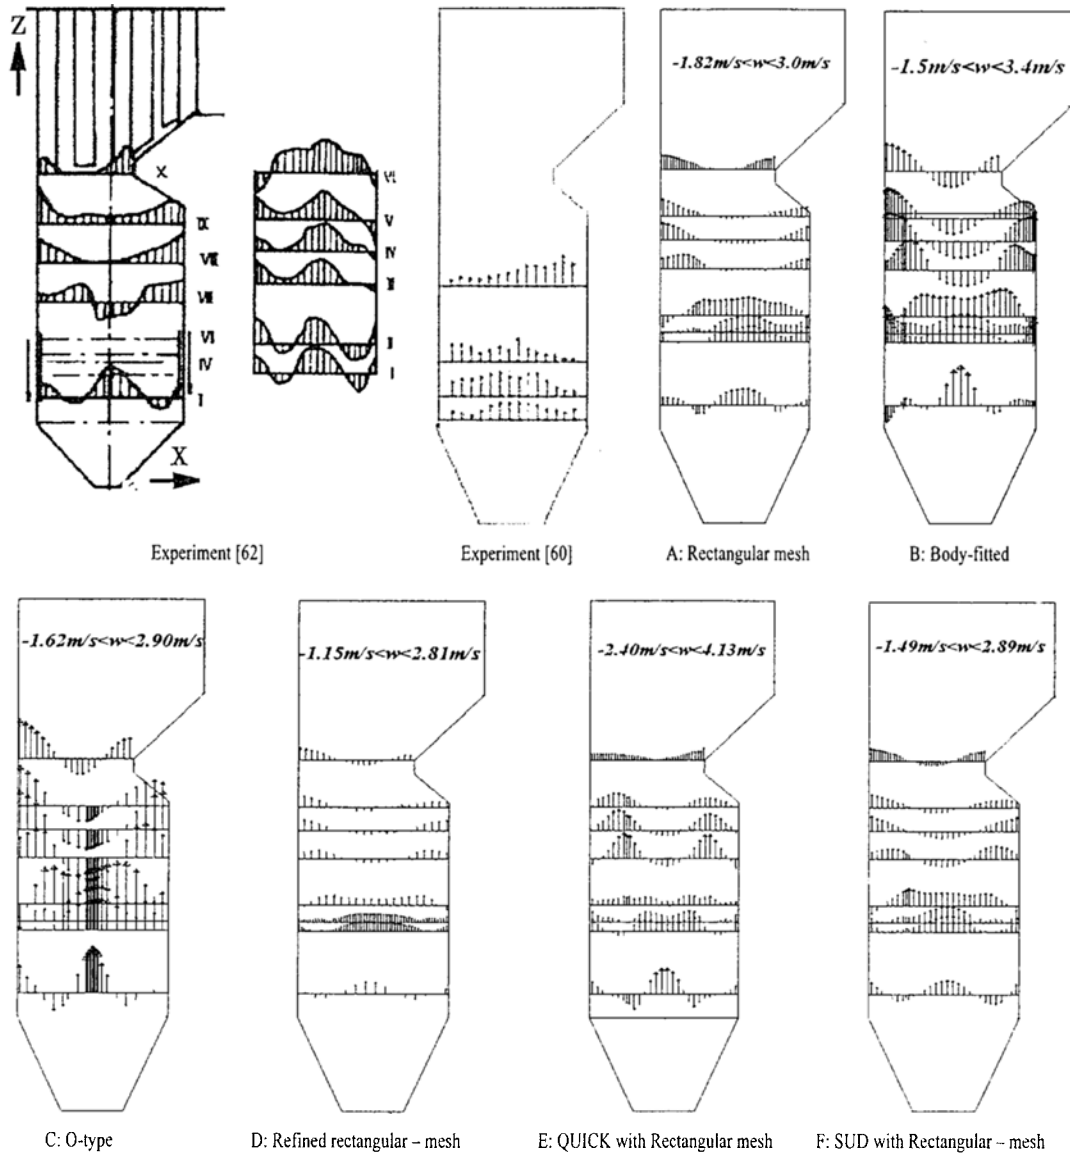 Z
X
IX
VIII
VII
VI
IV
I
X
VI
V
IV
III
II
I
Experiment [62]
Experiment [60]
-1.82m/s<w<3.0m/s
A: Rectangular mesh
-1.5m/s<w<3.4m/s
B: Body-fitted
-1.62m/s<w<2.90m/s
-1.15m/s<w<2.81m/s
-2.40m/s<w<4.13m/s
-1.49m/s<w<2.89m/s
C: O-type
D: Refined rectangular – mesh
E: QUICK with Rectangular mesh
F: SUD with Rectangular – mesh